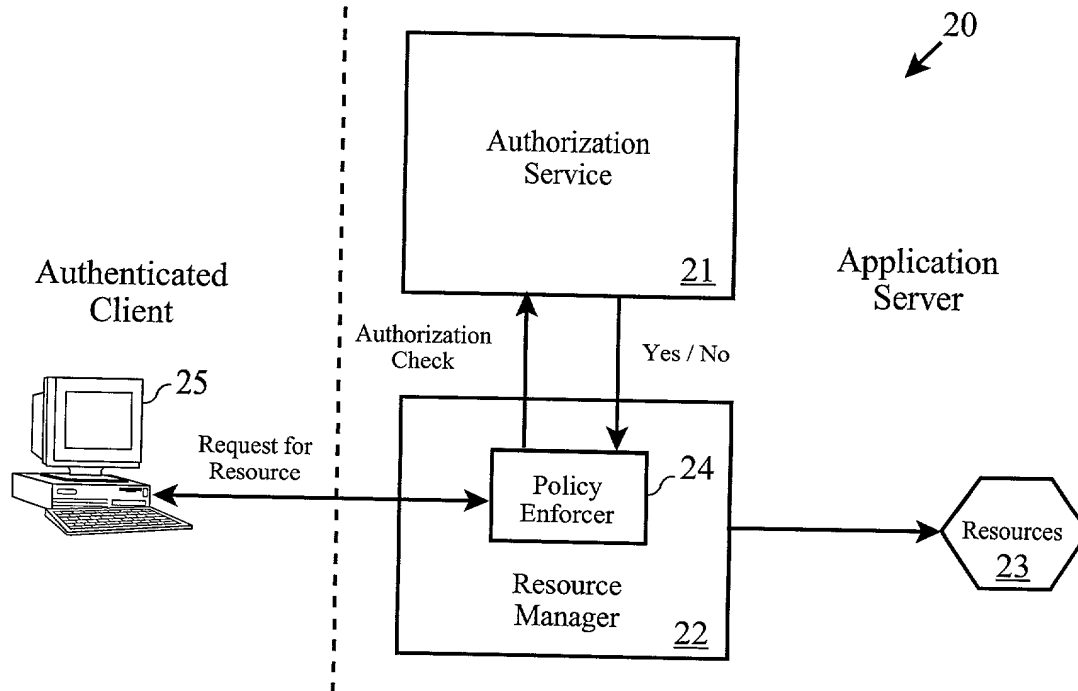 20
Authorization
Service
21
Authenticated
Client
Application
Server
Authorization
Check
Yes / No
25
Request for
Resource
24
Policy
Enforcer
Resources
23
Resource
Manager
22